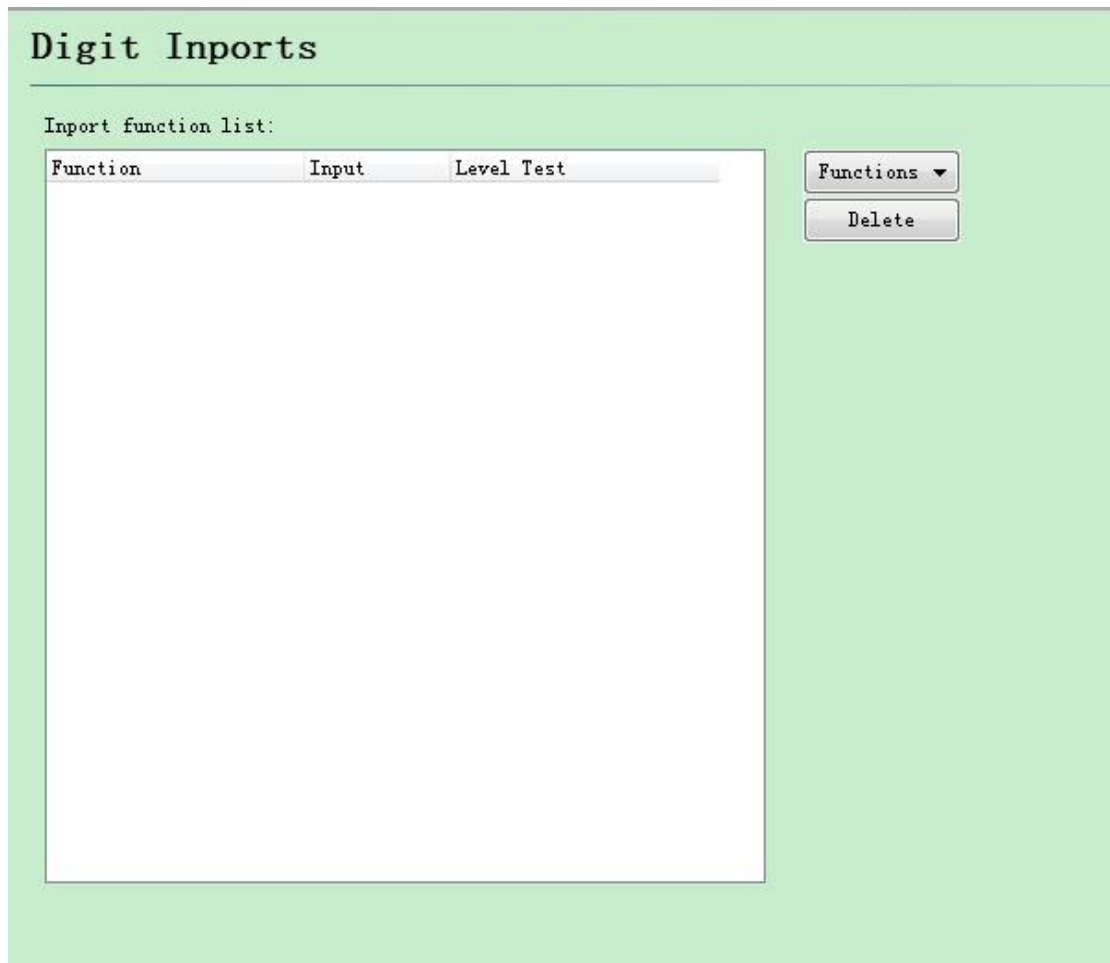 Digit Inports
Inport function list:
Function Input Level Test
Functions
Delete